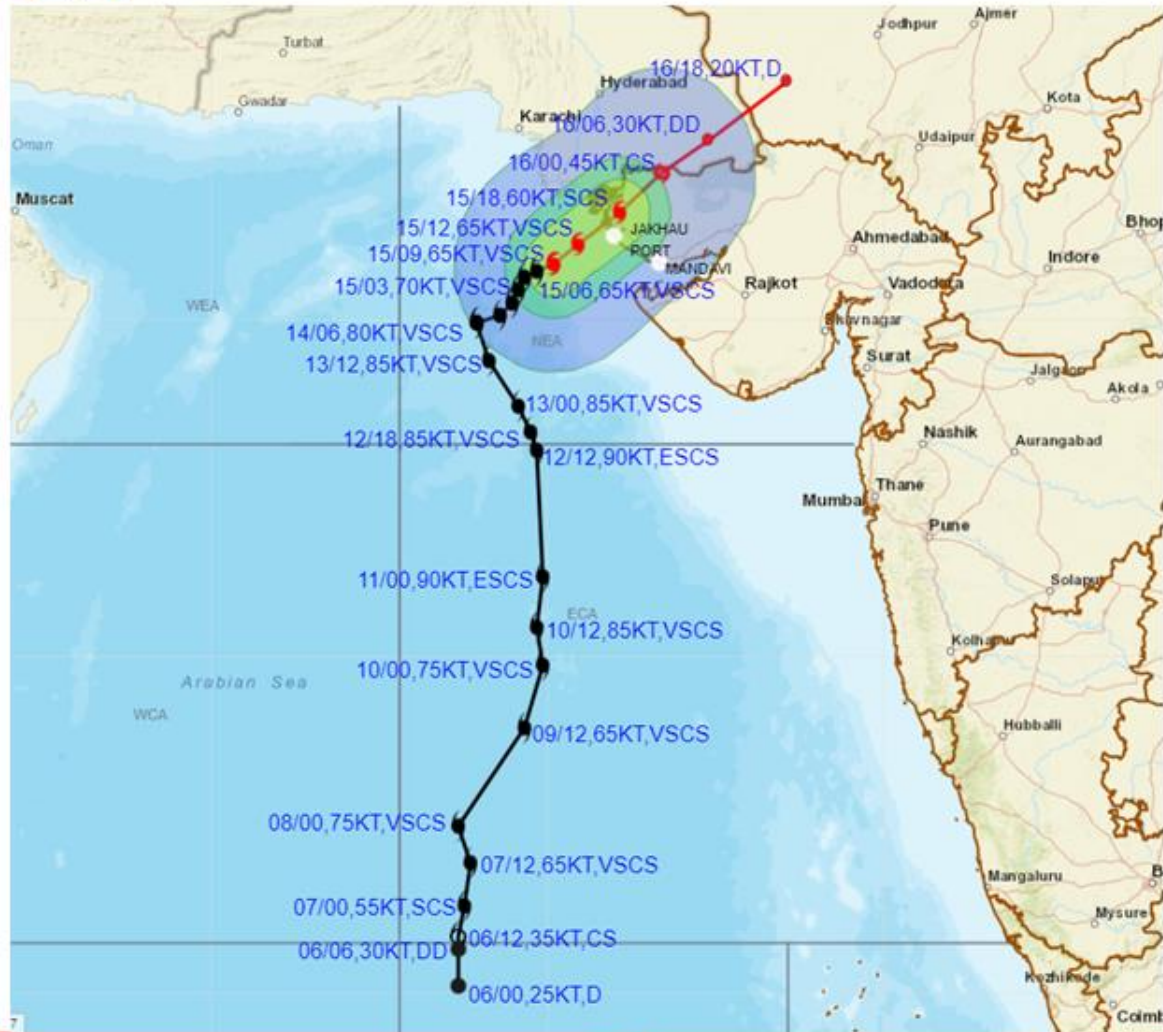 Ajmer
Jodhpur
Turbat
16/18,20KT,D
Hyderabad
Gwadar
Kota
Karachi
16/06,30KT,DD
Udaipur
Oman
16/00,45KT,CS
Muscat
15/18,60KT,SCS
15/12,65KT,VSCS
JAKHAU
PORT
Ahmedabad
Bhop
15/09,65KT,VSCS
MANDAVI
Indore
15/03,70KT,VSCS
15/06,65KT,VSCS
Rajkot
Vadodara
WEA
14/06,80KT,VSCS
NEA
Bhavnagar
13/12,85KT,VSCS
Surat
Jalgaon
Akola
13/00,85KT,VSCS
12/18,85KT,VSCS
Nashik
Aurangabad
12/12,90KT,ESCS
Thane
Mumbai
Pune
11/00,90KT,ESCS
Solapur
ECA
10/12,85KT,VSCS
Kolhapur
10/00,75KT,VSCS
Arabian Sea
WCA
09/12,65KT,VSCS
Hubballi
08/00,75KT,VSCS
07/12,65KT,VSCS
Mangaluru
B
07/00,55KT,SCS
Mysure
06/12,35KT,CS
06/06,30KT,DD
Kozhikode
06/00,25KT,D
Coimb
7